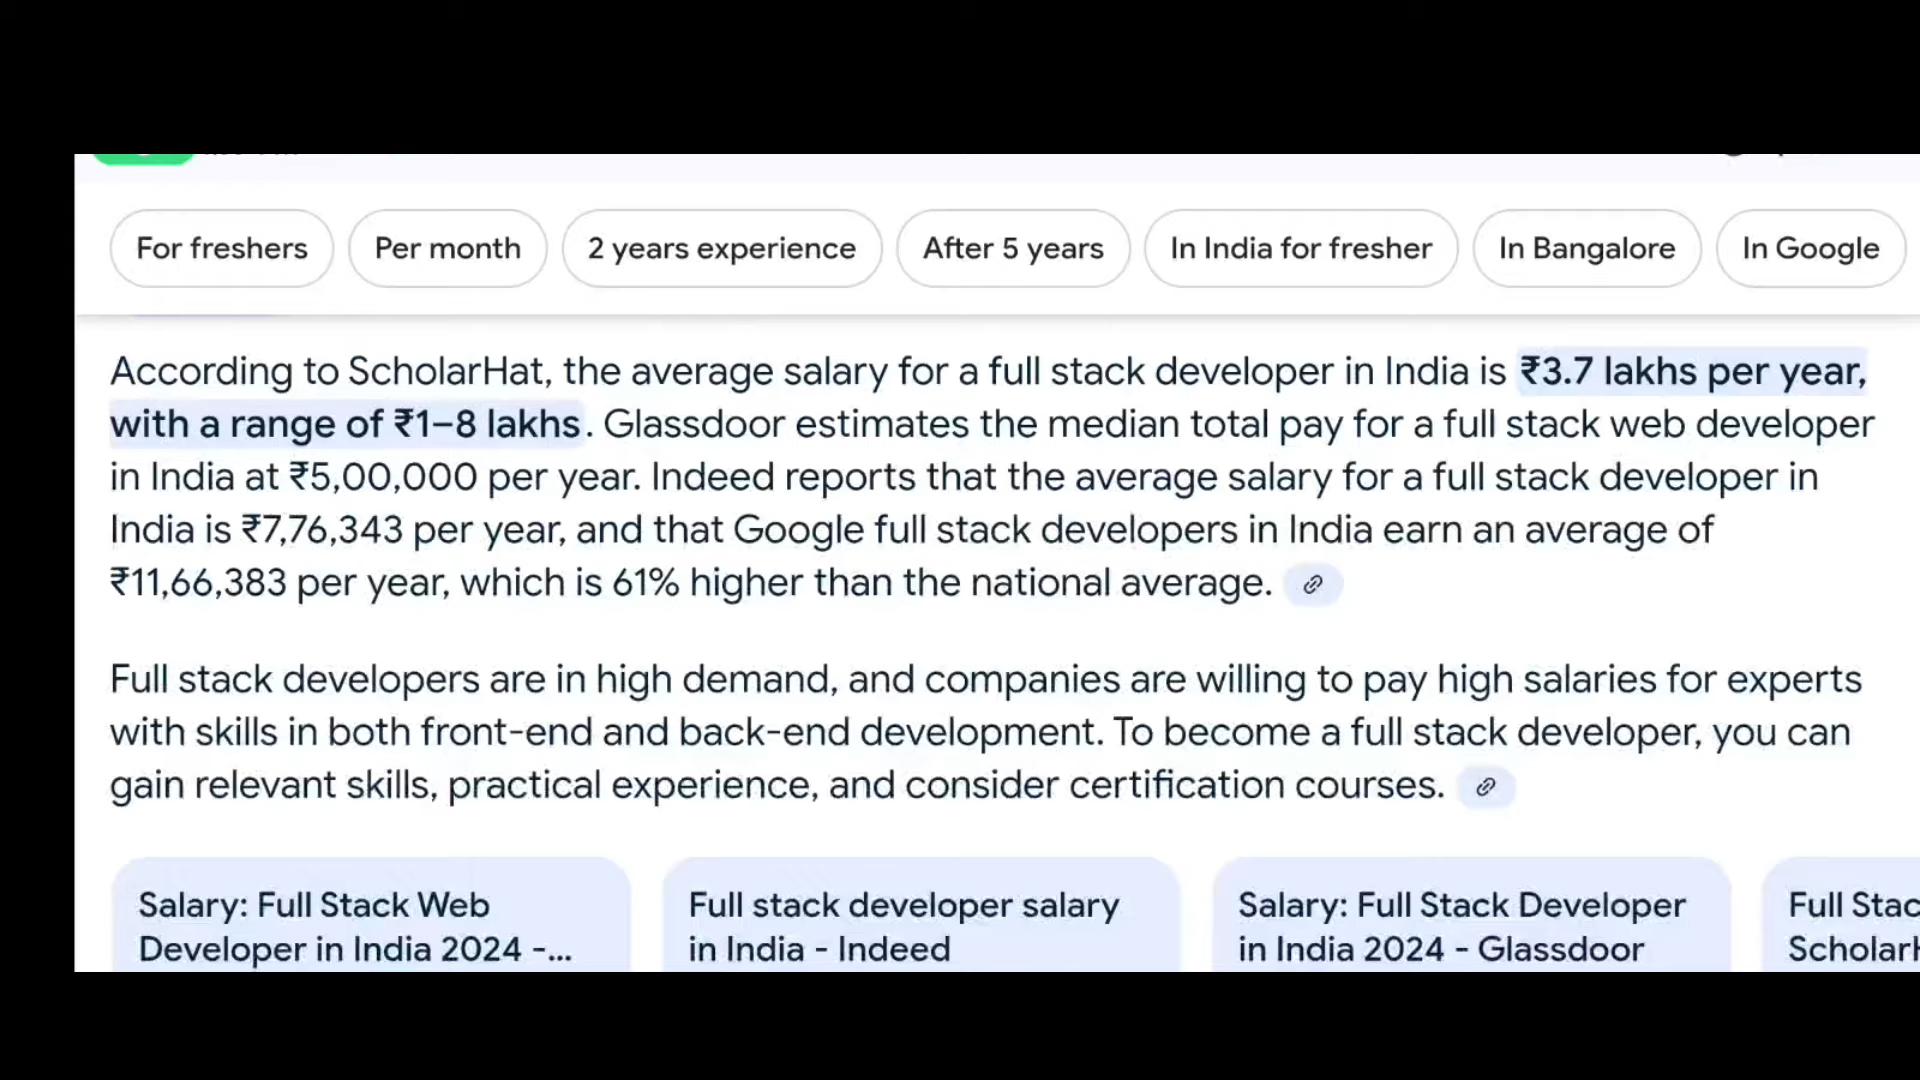 For freshers
Per month
2 years experience
After 5 years
In India for fresher
In Bangalore
In Google
According to ScholarHat, the average salary for a full stack developer in India is ₹3.7 lakhs per year,
with a range of ₹1–8 lakhs. Glassdoor estimates the median total pay for a full stack web developer
in India at ₹5,00,000 per year. Indeed reports that the average salary for a full stack developer in
India is ₹7,76,343 per year, and that Google full stack developers in India earn an average of
₹11,66,383 per year, which is 61% higher than the national average.
Full stack developers are in high demand, and companies are willing to pay high salaries for experts
with skills in both front-end and back-end development. To become a full stack developer, you can
gain relevant skills, practical experience, and consider certification courses.
Salary: Full Stack Web
Developer in India 2024 -...
Full stack developer salary
in India - Indeed
Salary: Full Stack Developer
in India 2024 - Glassdoor
Full